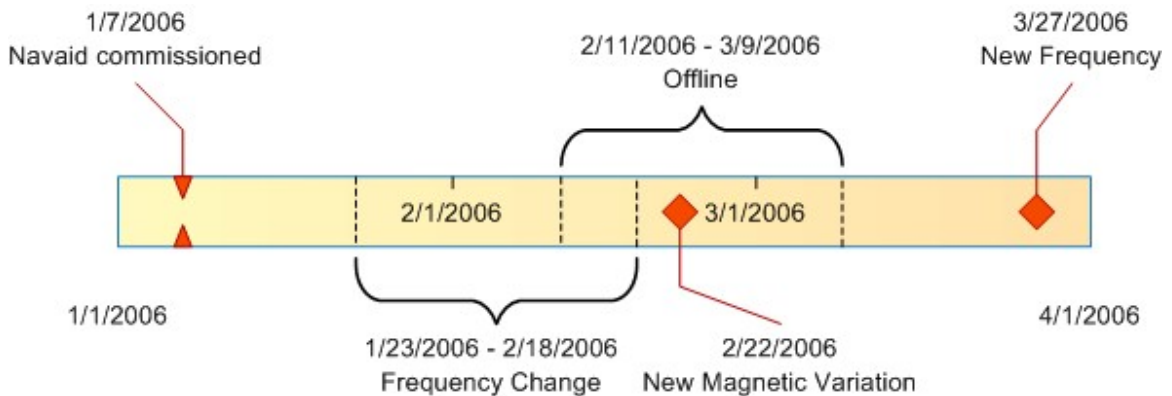 1/7/2006
Navaid commissioned
2/11/2006 - 3/9/2006
Offline
3/27/2006
New Frequency
2/1/2006
3/1/2006
1/1/2006
4/1/2006
1/23/2006 - 2/18/2006
Frequency Change
2/22/2006
New Magnetic Variation